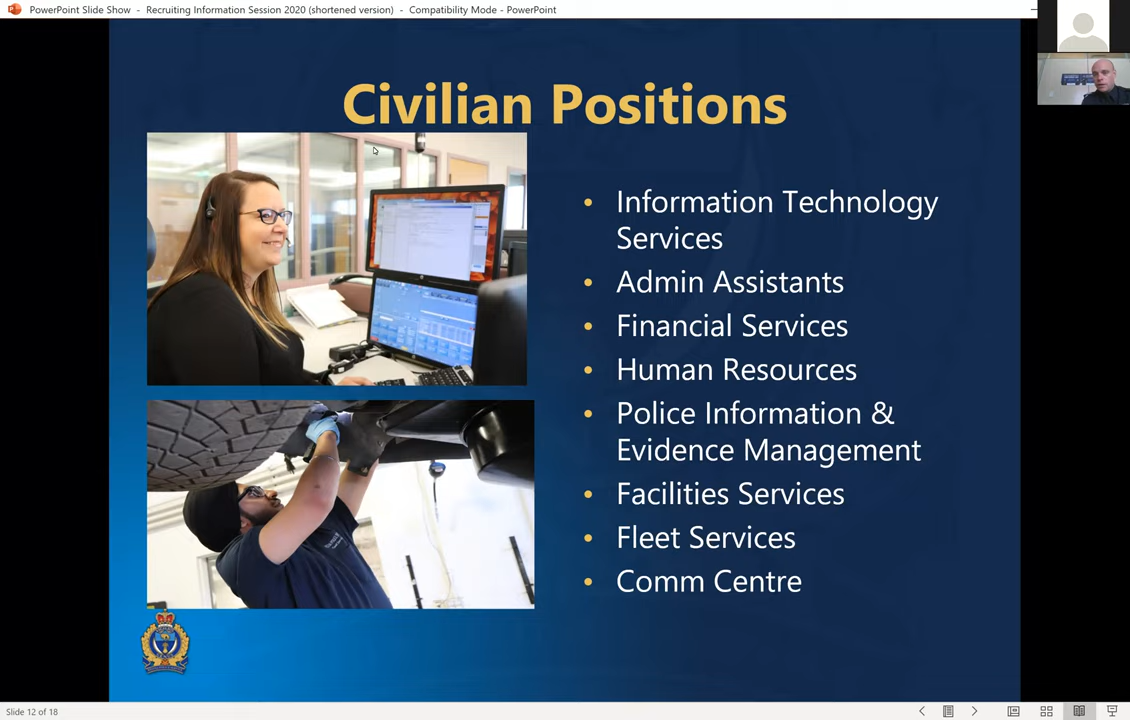 PowerPoint Slide Show - Recruiting Information Session 2020 (shortened version) - Compatibility Mode - PowerPoint
Civilian Positions
• Information Technology
Services
• Admin Assistants
• Financial Services
• Human Resources
• Police Information &
Evidence Management
• Facilities Services
• Fleet Services
• Comm Centre
Slide 12 of 18